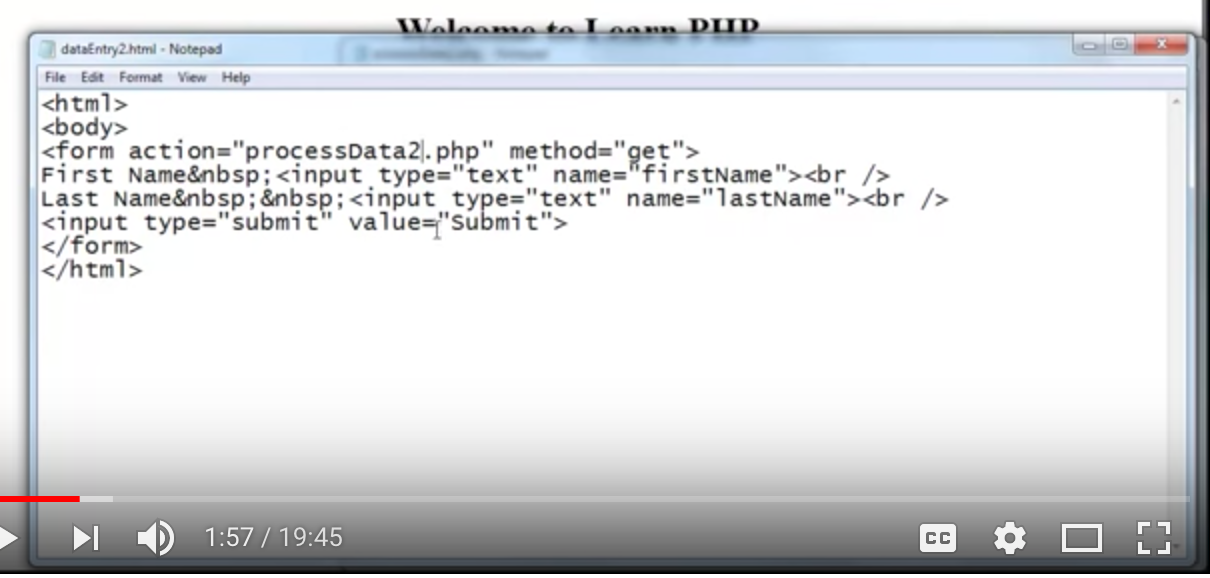 Welcome to Learn PHP
dataEntry2.html - Notepad
File Edit Format View Help
<html>
<body>
<form action="processData2.php" method="get">
First Name&nbsp;<input type="text" name="firstName"><br />
Last Name&nbsp;&nbsp;<input type="text" name="lastName"><br />
<input type="submit" value="Submit">
</form>
</html>
1:57 / 19:45
CC